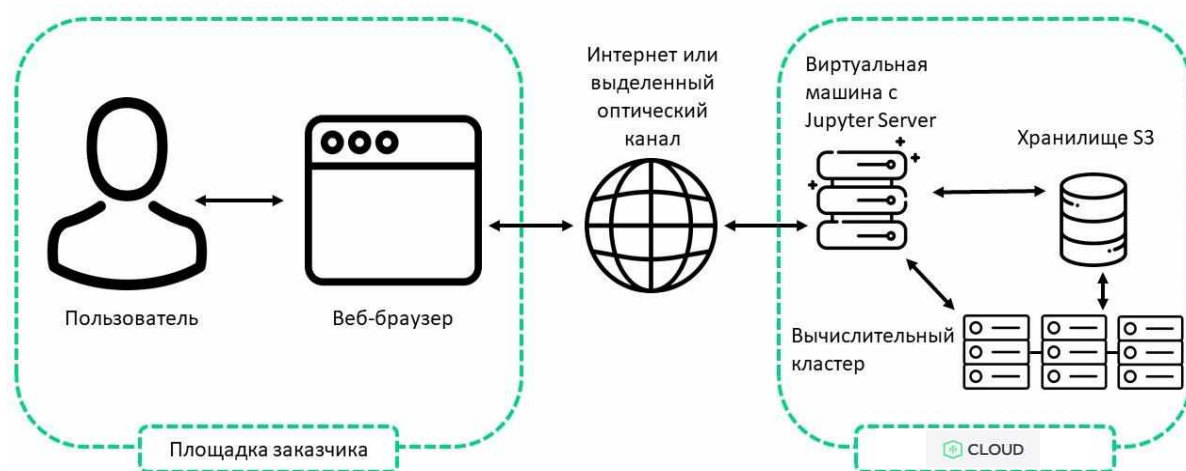 Интернет или
выделенный
оптический
канал
Виртуальная
машина с
Jupyter Server
Хранилище S3
Пользователь
Веб-браузер
Вычислительный
кластер
Площадка заказчика
CLOUD